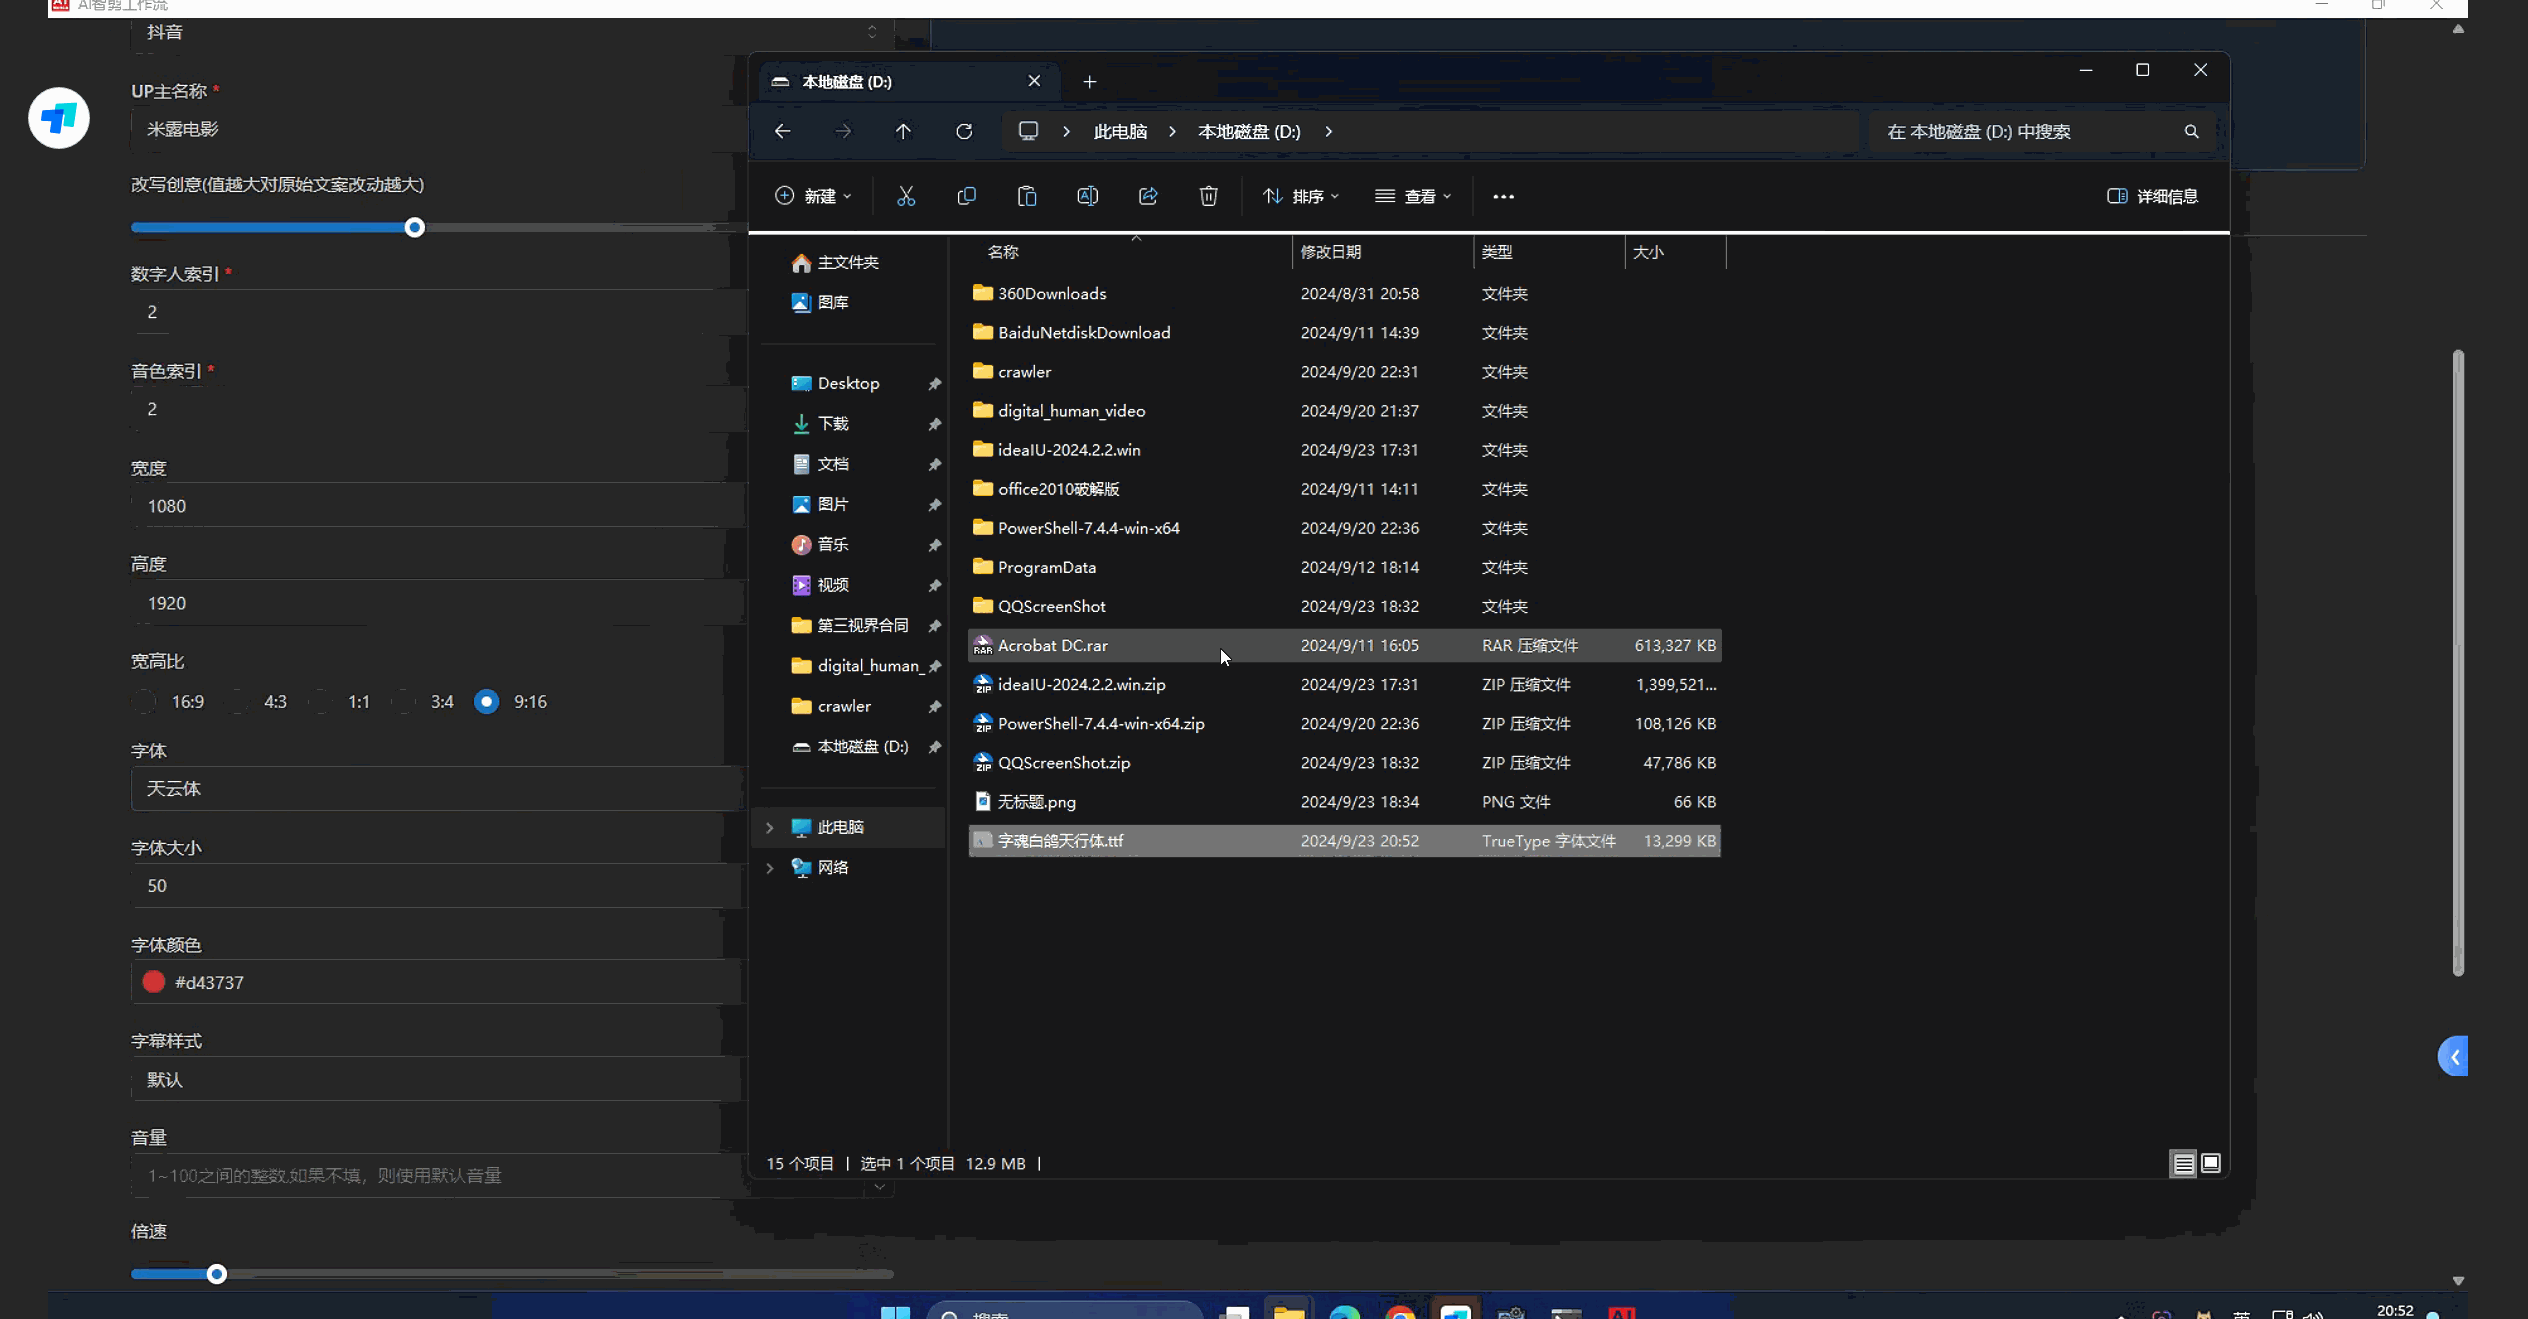 AI智剪工作流
抖音
UP主名称 *
米露电影
改写创意(值越大对原始文案改动越大)
数字人索引 *
2
音色索引 *
2
宽度
1080
高度
1920
宽高比
16:9 4:3 1:1 3:4 9:16
字体
天云体
字体大小
50
字体颜色
#d43737
字幕样式
默认
音量
1~100之间的整数,如果不填，则使用默认音量
倍速
本地磁盘 (D:)
此电脑 本地磁盘 (D:)
在 本地磁盘 (D:) 中搜索
新建 排序 查看 ... 详细信息
主文件夹
图库
Desktop
下载
文档
图片
音乐
视频
第三视界合同
digital_human_
crawler
本地磁盘 (D:)
此电脑
网络
名称 修改日期 类型 大小
360Downloads 2024/8/31 20:58 文件夹
BaiduNetdiskDownload 2024/9/11 14:39 文件夹
crawler 2024/9/20 22:31 文件夹
digital_human_video 2024/9/20 21:37 文件夹
ideaIU-2024.2.2.win 2024/9/23 17:31 文件夹
office2010破解版 2024/9/11 14:11 文件夹
PowerShell-7.4.4-win-x64 2024/9/20 22:36 文件夹
ProgramData 2024/9/12 18:14 文件夹
QQScreenShot 2024/9/23 18:32 文件夹
Acrobat DC.rar 2024/9/11 16:05 RAR 压缩文件 613,327 KB
ideaIU-2024.2.2.win.zip 2024/9/23 17:31 ZIP 压缩文件 1,399,521...
PowerShell-7.4.4-win-x64.zip 2024/9/20 22:36 ZIP 压缩文件 108,126 KB
QQScreenShot.zip 2024/9/23 18:32 ZIP 压缩文件 47,786 KB
无标题.png 2024/9/23 18:34 PNG 文件 66 KB
字魂白鸽天行体.ttf 2024/9/23 20:52 TrueType 字体文件 13,299 KB
15 个项目 | 选中 1 个项目 12.9 MB |
搜索
英
20:52